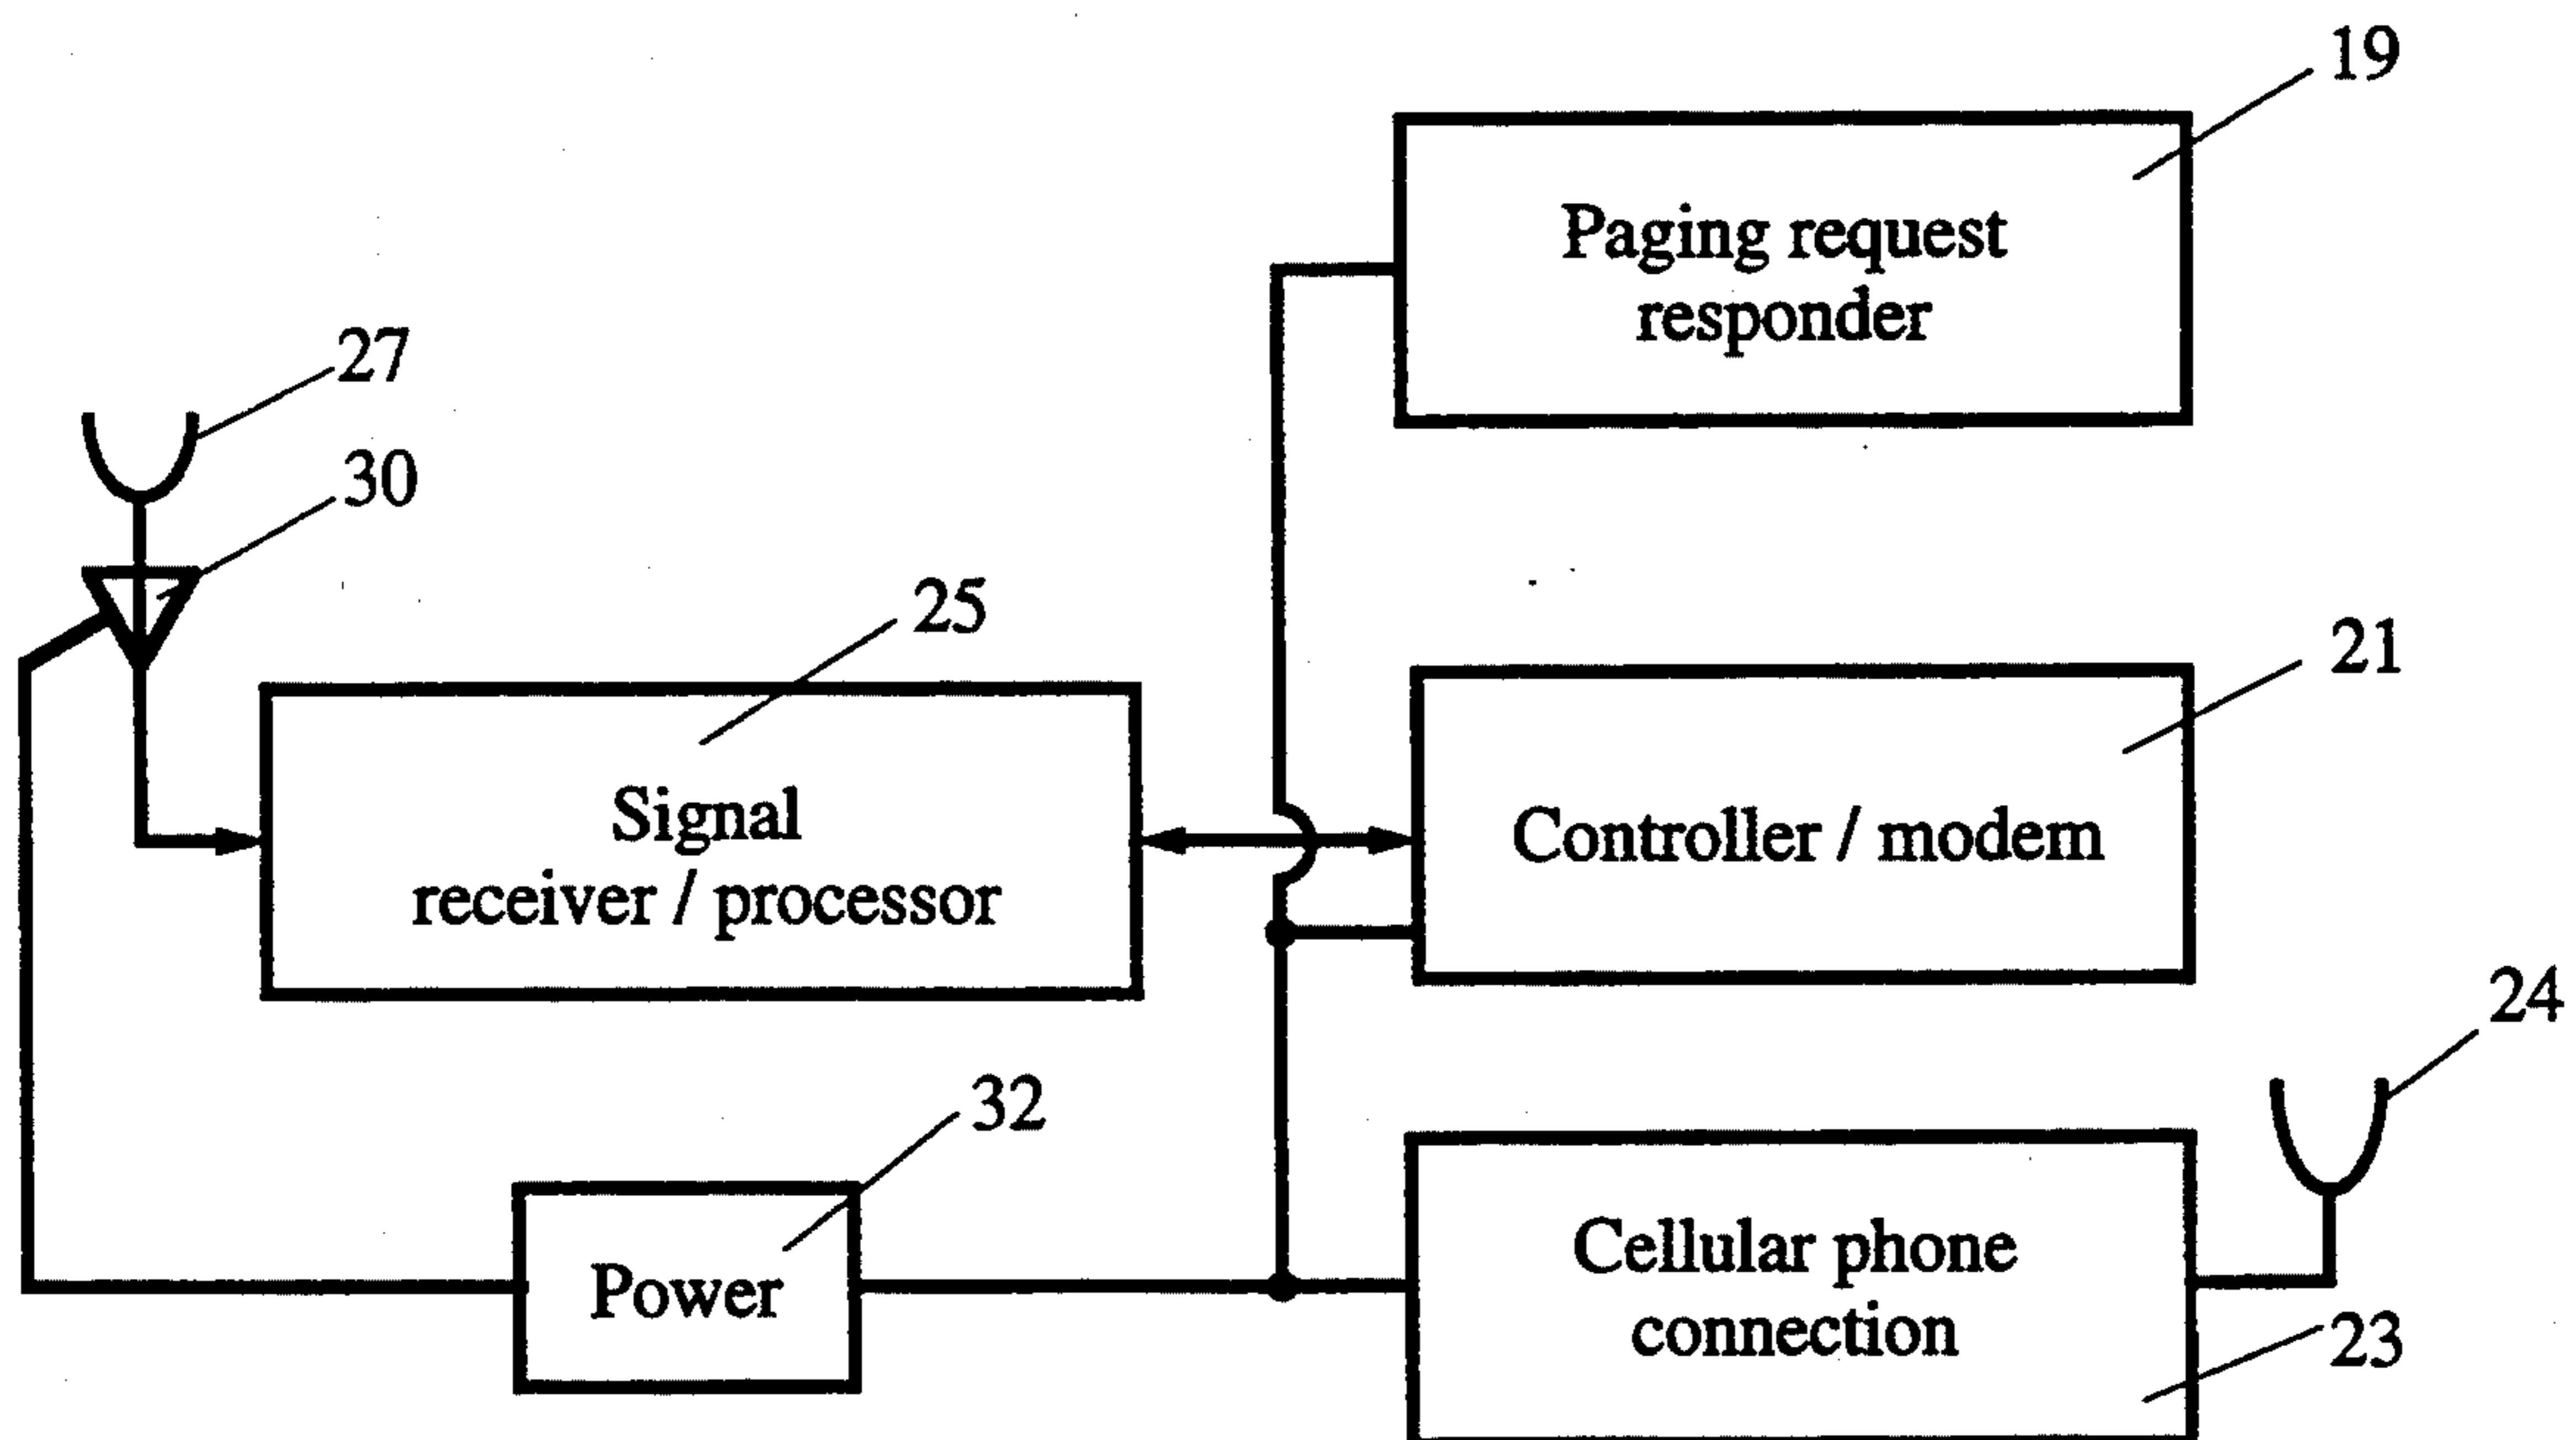 19
Paging request
responder
27
30
25
Signal
receiver / processor
21
Controller / modem
24
32
Power
Cellular phone
connection
23